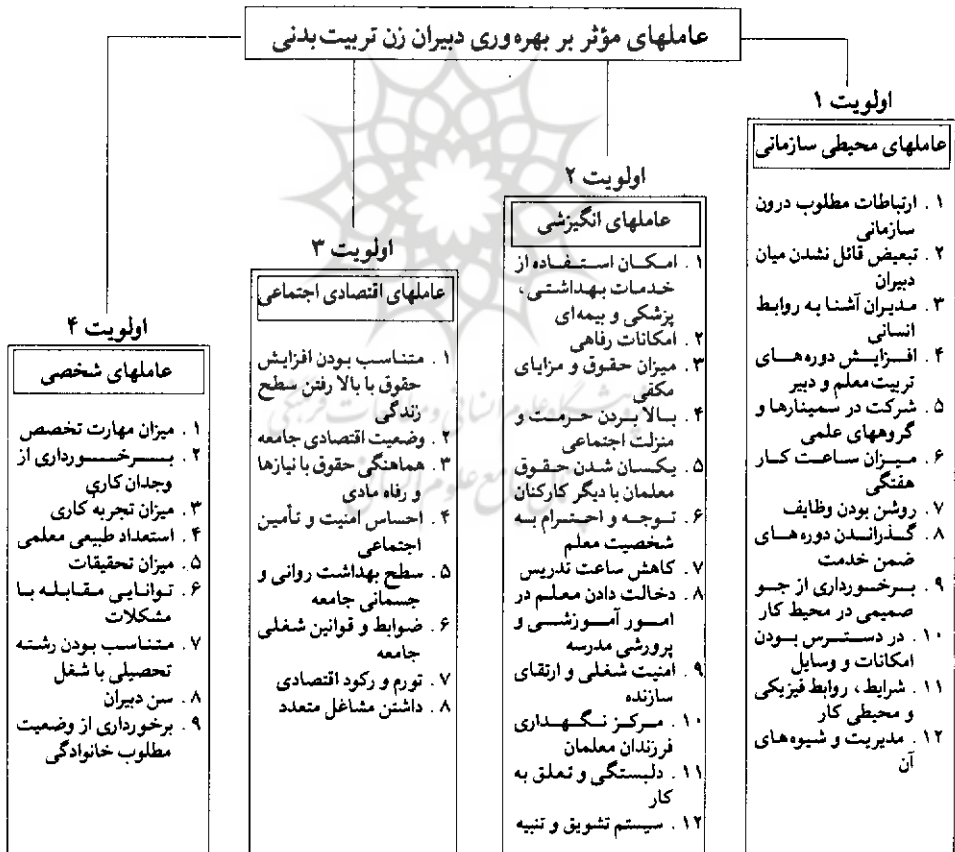 عاملهای مؤثر بر بهره‌وری دبیران زن تربیت‌بدنی
اولویت ۱
عاملهای محیطی سازمانی
۱. ارتباطات مطلوب درون
سازمانی
۲. تبعیض قائل نشدن میان
دبیران
۳. مدیران آشنا به روابط
انسانی
۴. افزایش دوره‌های
تربیت معلم و دبیر
۵. شرکت در سمینارها و
گروههای علمی
۶. میزان ساعت کار
هفتگی
۷. روشن بودن وظایف
۸. گذراندن دوره‌های
ضمن خدمت
۹. برخورداری از جو
صمیمی در محیط کار
۱۰. در دسترس بودن
امکانات و وسایل
۱۱. شرایط، روابط فیزیکی
و محیطی کار
۱۲. مدیریت و شیوه‌های
آن
اولویت ۲
عاملهای انگیزشی
۱. امکان استفاده از
خدمات بهداشتی،
پزشکی و بیمه‌ای
۲. امکانات رفاهی
۳. میزان حقوق و مزایای
مکفی
۴. بالا بردن حرمت و
منزلت اجتماعی
۵. یکسان شدن حقوق
معلمان با دیگر کارکنان
۶. توجه و احترام به
شخصیت معلم
۷. کاهش ساعت تدریس
۸. دخالت دادن معلم در
امور آموزشی و
پرورشی مدرسه
۹. امنیت شغلی و ارتقای
سازنده
۱۰. مرکز نگهداری
فرزندان معلمان
۱۱. دلبستگی و تعلق به
کار
۱۲. سیستم تشویق و تنبیه
اولویت ۳
عاملهای اقتصادی اجتماعی
۱. متناسب بودن افزایش
حقوق با بالا رفتن سطح
زندگی
۲. وضعیت اقتصادی جامعه
۳. هماهنگی حقوق با نیازها
و رفاه مادی
۴. احساس امنیت و تأمین
اجتماعی
۵. سطح بهداشت روانی و
جسمانی جامعه
۶. ضوابط و قوانین شغلی
جامعه
۷. تورم و رکود اقتصادی
۸. داشتن مشاغل متعدد
اولویت ۴
عاملهای شخصی
۱. میزان مهارت تخصص
۲. برخورداری از
وجدان کاری
۳. میزان تجربه کاری
۴. استعداد طبیعی معلمی
۵. میزان تحقیقات
۶. توانایی مقابله با
مشکلات
۷. متناسب بودن رشته
تحصیلی با شغل
۸. سن دبیران
۹. برخورداری از وضعیت
مطلوب خانوادگی